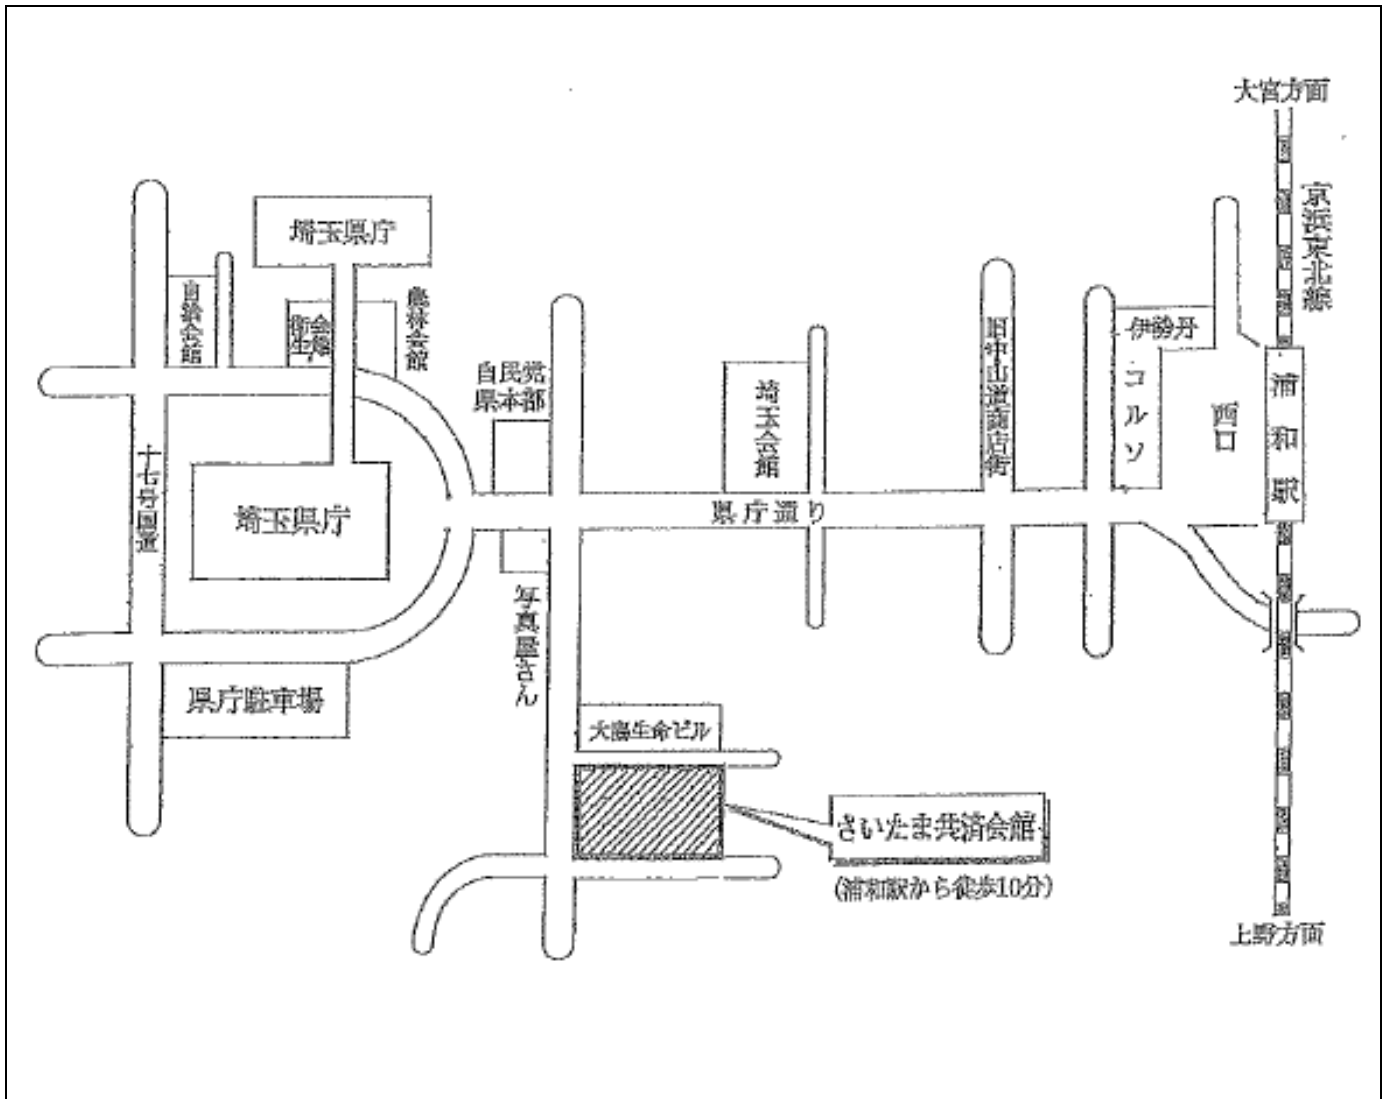 大宮方面
京浜東北線
埼玉県庁
自治会館
衛生会館
農林会館
自民党
県本部
埼玉会館
旧中山道商店街
伊勢丹
コルソ
西口
浦和駅
十七号国道
埼玉県庁
県庁通り
写真屋さん
県庁駐車場
生命ビル
さいたま共済会館
(浦和駅から徒歩10分)
上野方面